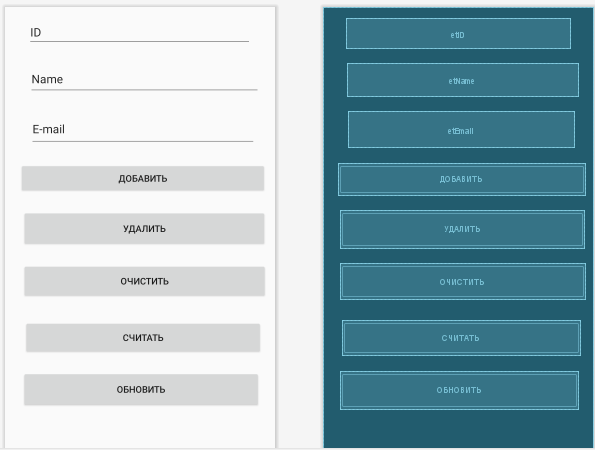 ID
Name
E-mail
ДОБАВИТЬ
УДАЛИТЬ
ОЧИСТИТЬ
СЧИТАТЬ
ОБНОВИТЬ
etID
etName
etEmail
ДОБАВИТЬ
УДАЛИТЬ
ОЧИСТИТЬ
СЧИТАТЬ
ОБНОВИТЬ